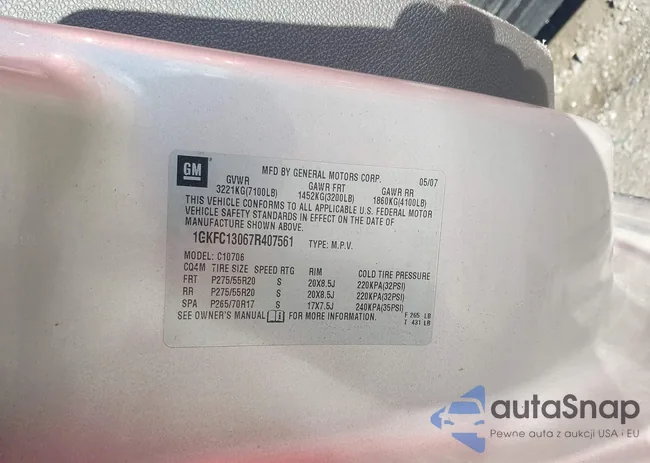 GM
MFD BY GENERAL MOTORS CORP. 05/07
GVWR GAWR FRT GAWR RR
3221KG(7100LB) 1452KG(3200LB) 1860KG(4100LB)
THIS VEHICLE CONFORMS TO ALL APPLICABLE U.S. FEDERAL MOTOR
VEHICLE SAFETY STANDARDS IN EFFECT ON THE DATE OF
MANUFACTURE SHOWN ABOVE.
1GKFC13067R407561 TYPE: M.P.V.
MODEL: C10706
CQ4M TIRE SIZE SPEED RTG RIM COLD TIRE PRESSURE
FRT P275/55R20 S 20X8.5J 220KPA(32PSI)
RR P275/55R20 S 20X8.5J 220KPA(32PSI)
SPA P265/70R17 S 17X7.5J 240KPA(35PSI)
SEE OWNER'S MANUAL FOR MORE INFORMATION.
F 265 LB
I 431 LB
autaSnap
Pewne auta z aukcji USA i EU